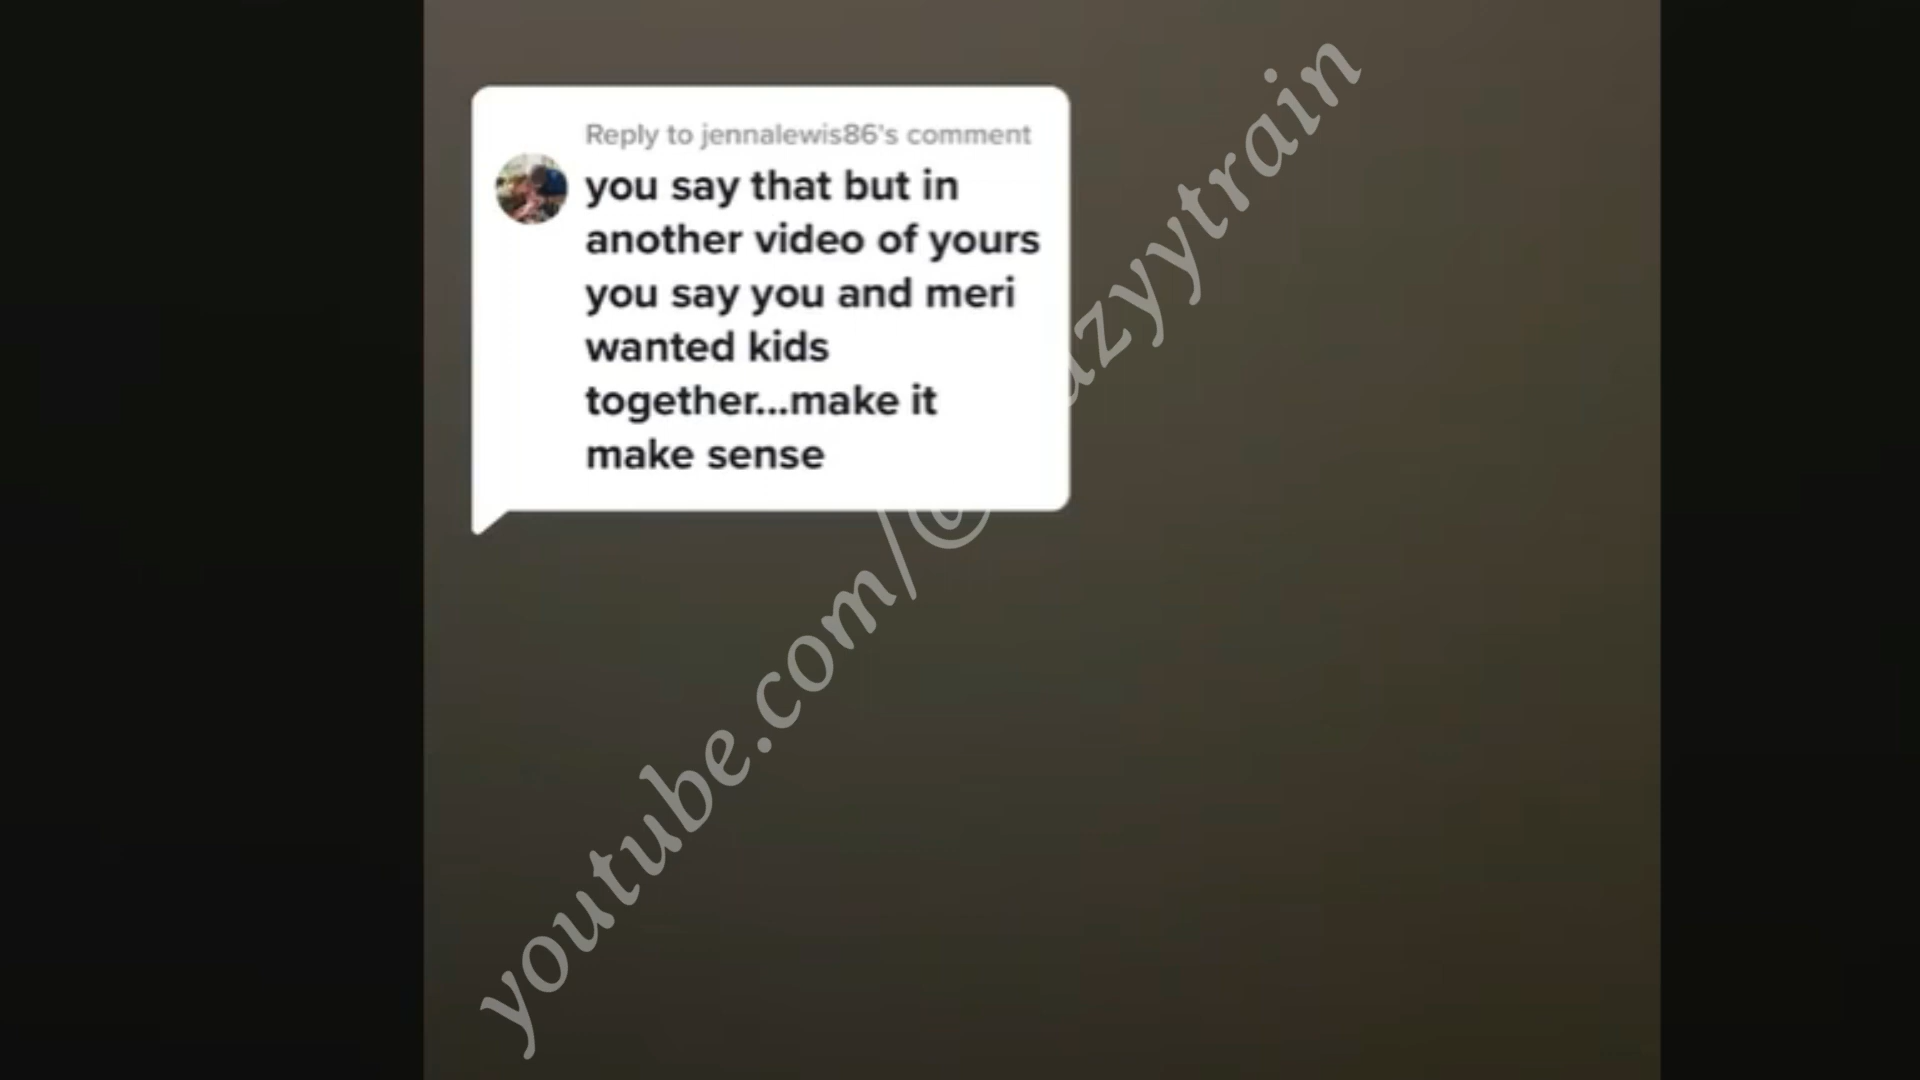 Reply to jennalewis86's comment
you say that but in
another video of yours
you say you and meri
wanted kids
together...make it
make sense
youtube.com/@ azyytrain